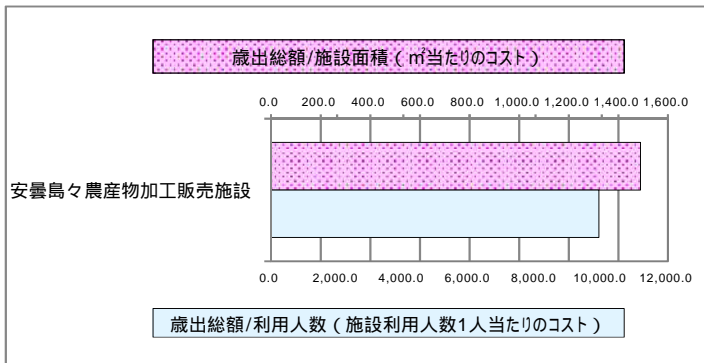 歳出総額/施設面積（㎡当たりのコスト）
0.0 200.0 400.0 600.0 800.0 1,000.0 1,200.0 1,400.0 1,600.0
安曇島々農産物加工販売施設
0.0 2,000.0 4,000.0 6,000.0 8,000.0 10,000.0 12,000.0
歳出総額/利用人数（施設利用人数1人当たりのコスト）